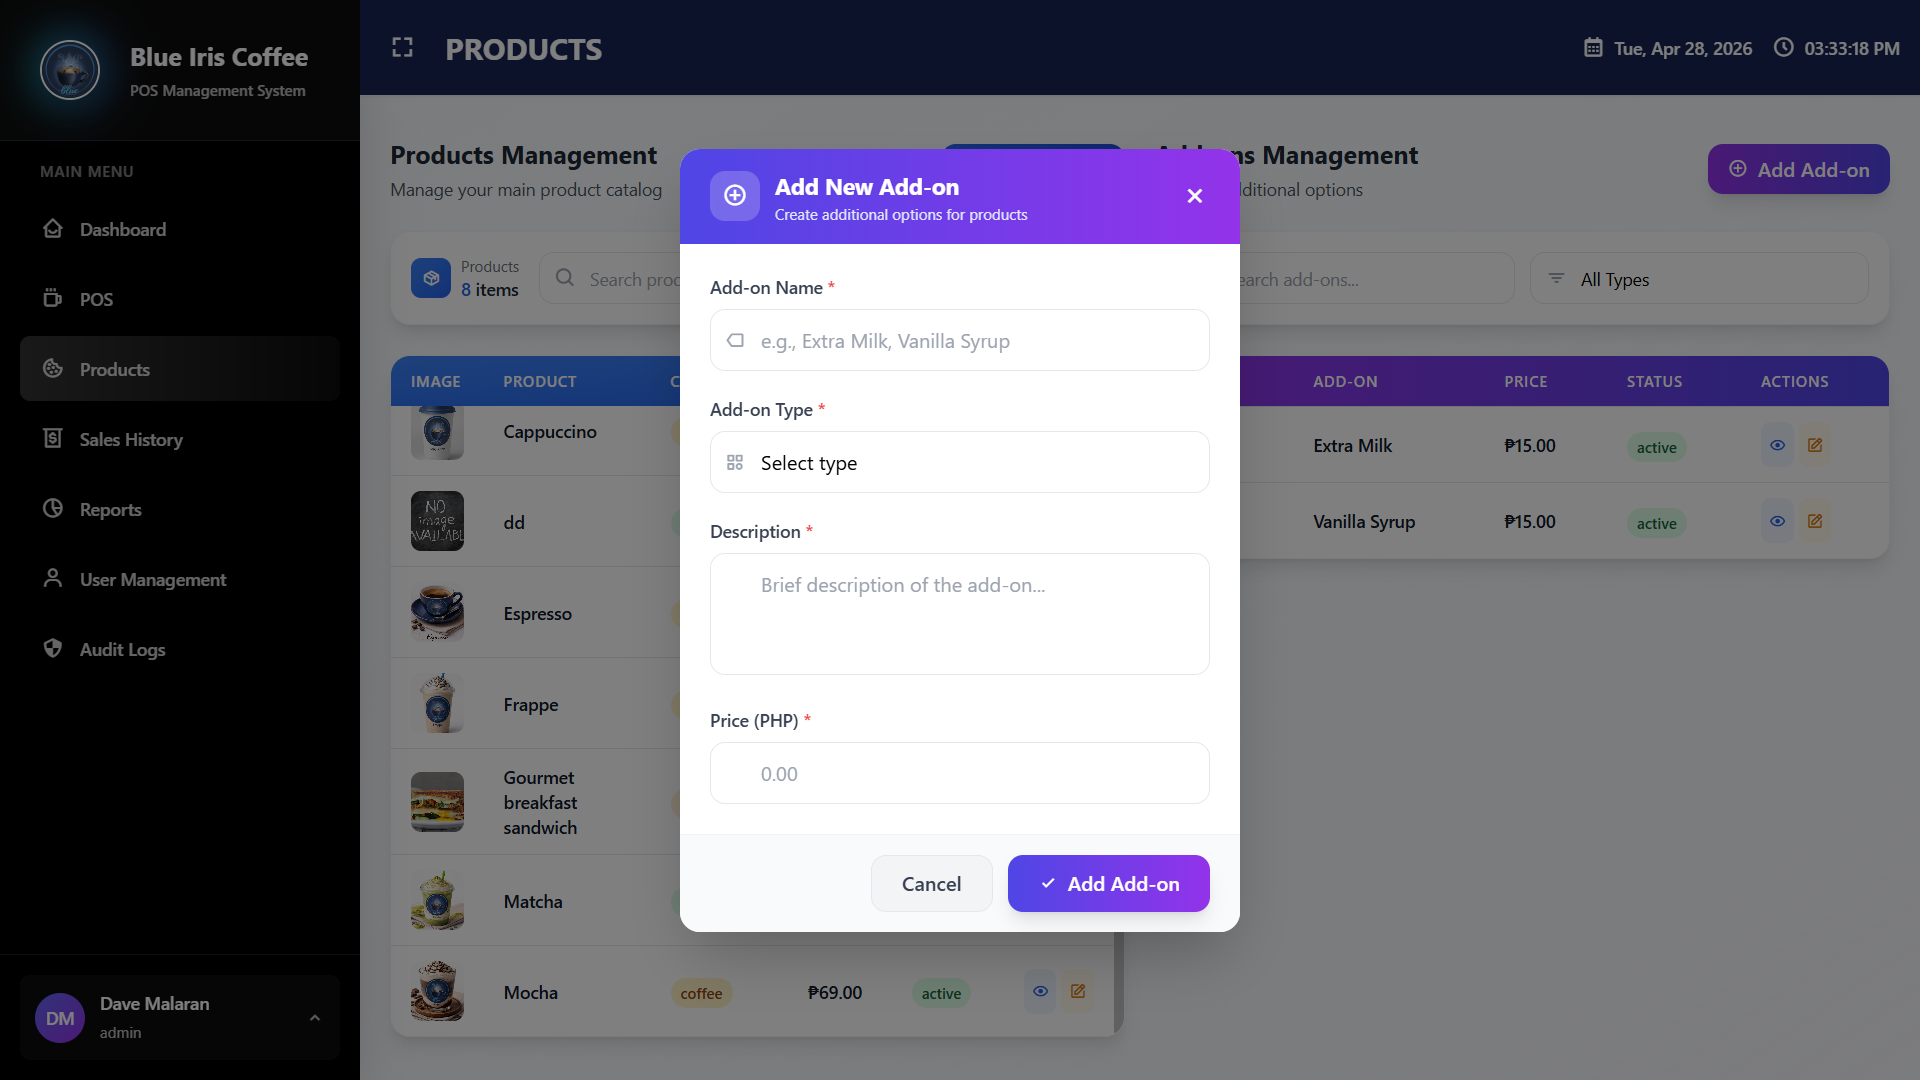 Blue Iris Coffee
POS Management System
MAIN MENU
Dashboard
POS
Products
Sales History
Reports
User Management
Audit Logs
DM
Dave Malaran
admin
PRODUCTS
Tue, Apr 28, 2026
03:33:18 PM
Products Management
Manage your main product catalog
ns Management
ditional options
Add Add-on
Products
8 items
Search prod
earch add-ons...
All Types
IMAGE PRODUCT C
Cappuccino
dd
NO
image
AVAILABL
Espresso
Frappe
Gourmet
breakfast
sandwich
Matcha
Mocha
coffee
₱69.00
active
ADD-ON PRICE STATUS ACTIONS
Extra Milk ₱15.00 active
Vanilla Syrup ₱15.00 active
Add New Add-on
Create additional options for products
Add-on Name *
e.g., Extra Milk, Vanilla Syrup
Add-on Type *
Select type
Description *
Brief description of the add-on...
Price (PHP) *
0.00
Cancel
Add Add-on